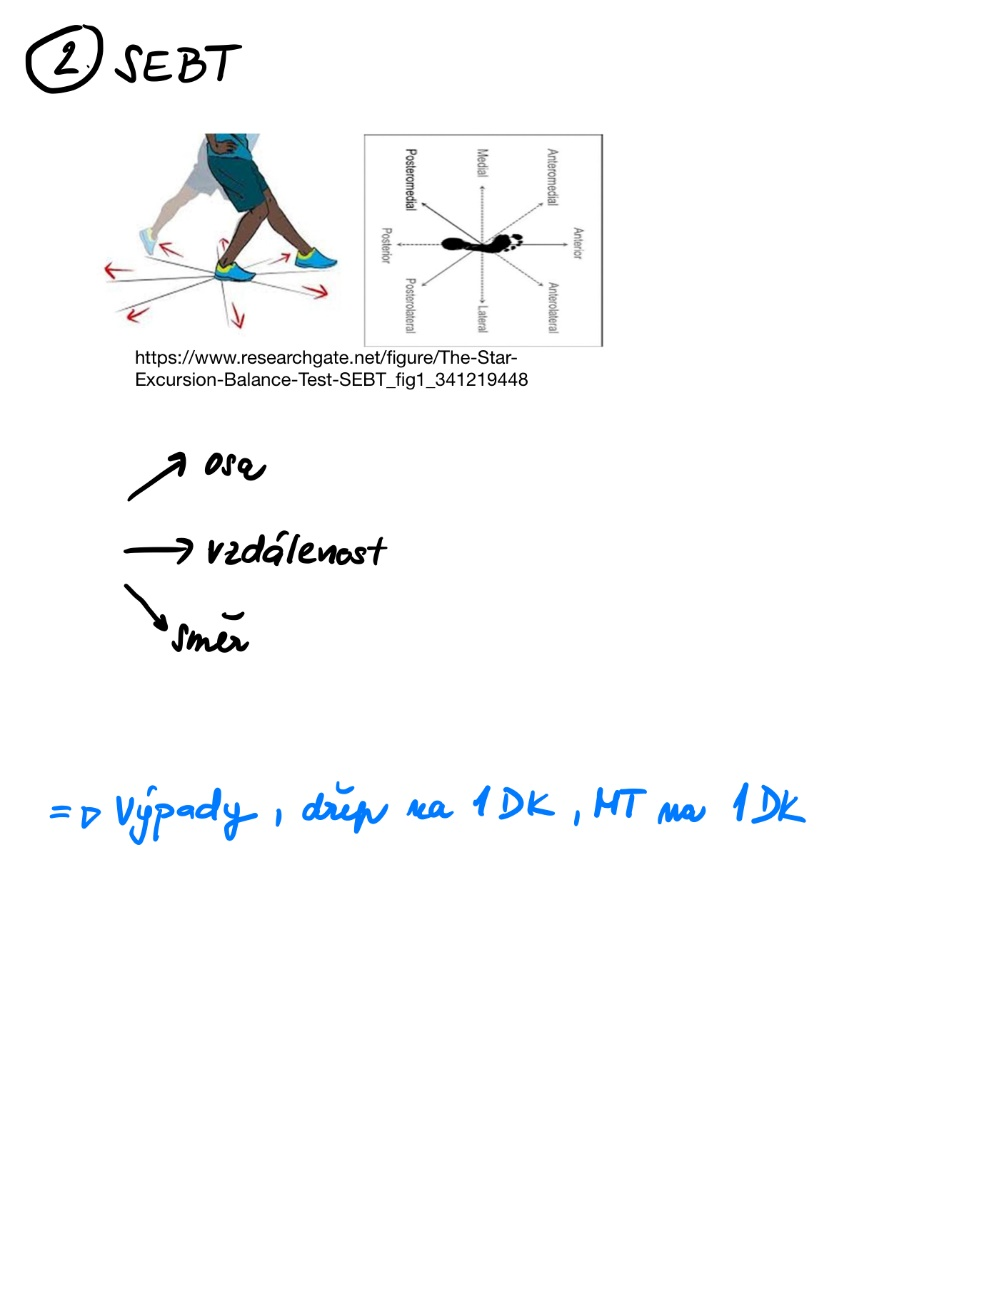 2. SEBT
Posteromedial
Medial
Anteromedial
Posterior
Anterior
Posterolateral
Lateral
Anterolateral
https://www.researchgate.net/figure/The-Star-
Excursion-Balance-Test-SEBT_fig1_341219448
↗ osa
→ vzdálenost
↘ směr
=> Výpady, dřep na 1 DK, MT na 1 DK